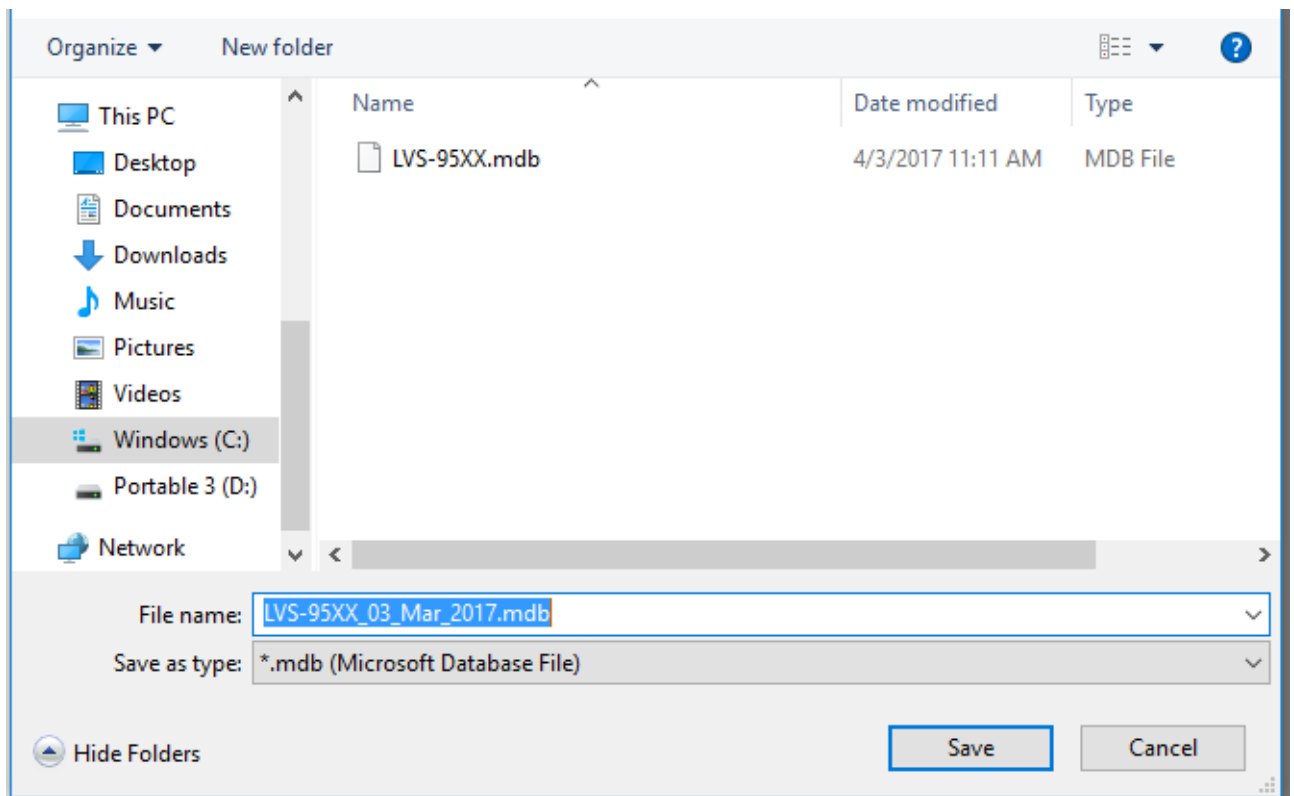 Organize New folder ?
Name Date modified Type
This PC
Desktop
Documents
Downloads
Music
Pictures
Videos
Windows (C:)
Portable 3 (D:)
Network
LVS-95XX.mdb 4/3/2017 11:11 AM MDB File
File name: LVS-95XX_03_Mar_2017.mdb
Save as type: *.mdb (Microsoft Database File)
Hide Folders Save Cancel